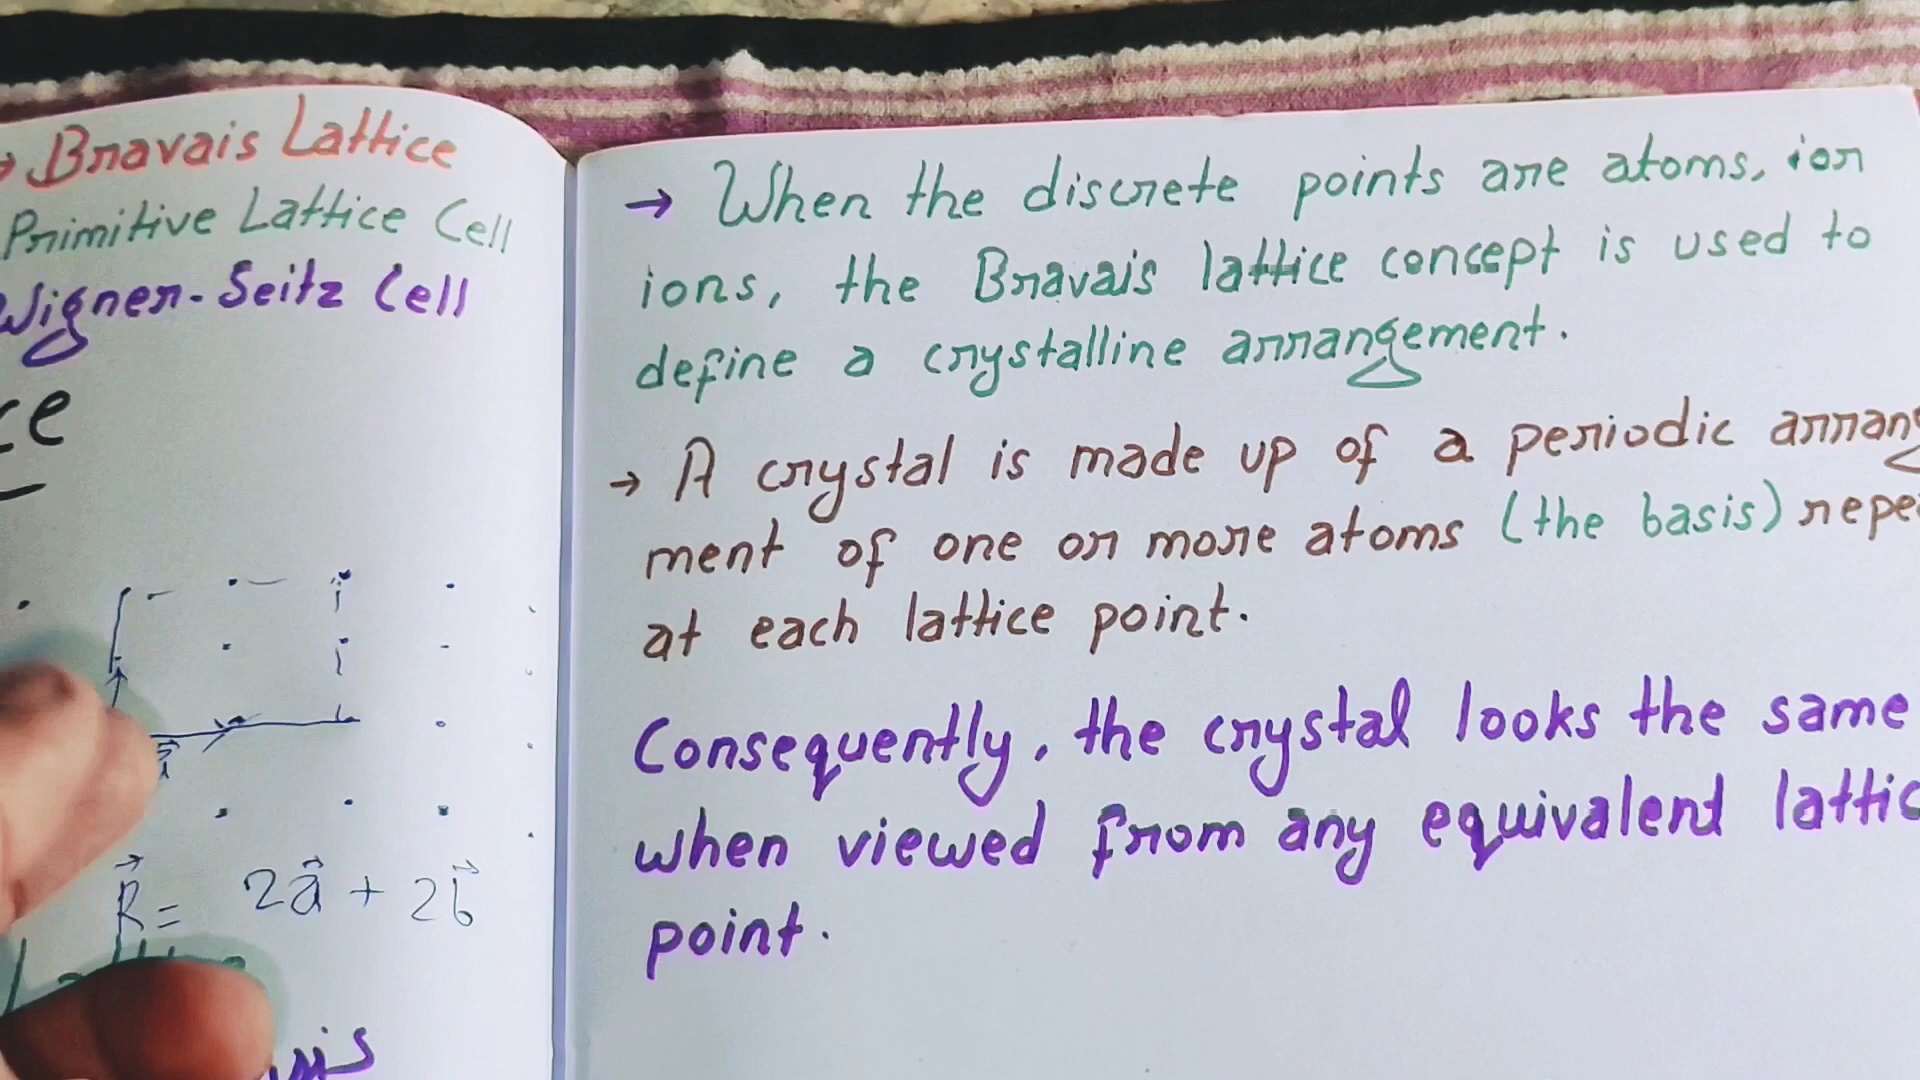 → Bravais Lattice
Primitive Lattice Cell
Wigner-Seitz Cell
ce
R⃗ = 2a⃗ + 2b⃗
Lattice
→ When the discrete points are atoms, ion
ions, the Bravais lattice concept is used to
define a crystalline arrangement.
→ A crystal is made up of a periodic arrang
ment of one or more atoms (the basis) repe
at each lattice point.
Consequently, the crystal looks the same
when viewed from any equivalent lattic
point.